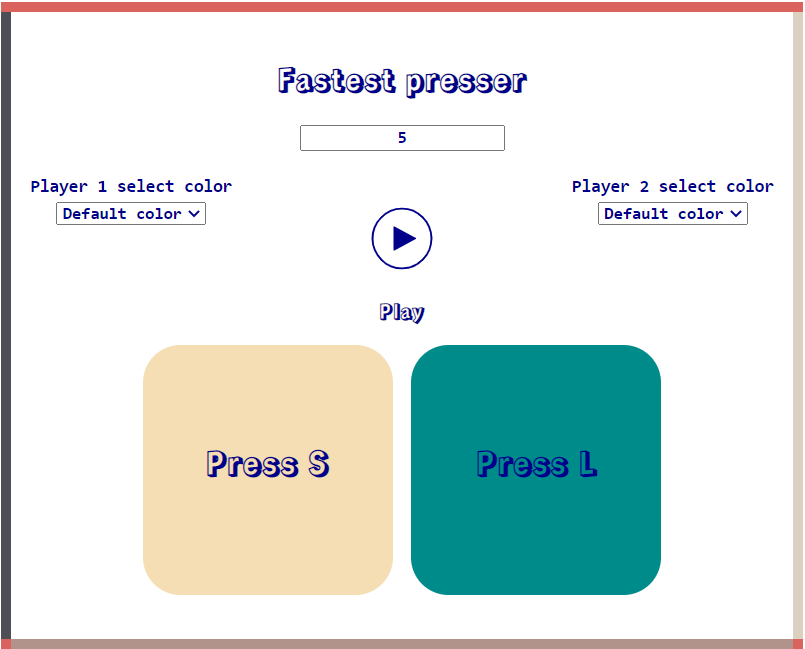 Fastest presser
5
Player 1 select color
Player 2 select color
Default color
Default color
Play
Press S
Press L